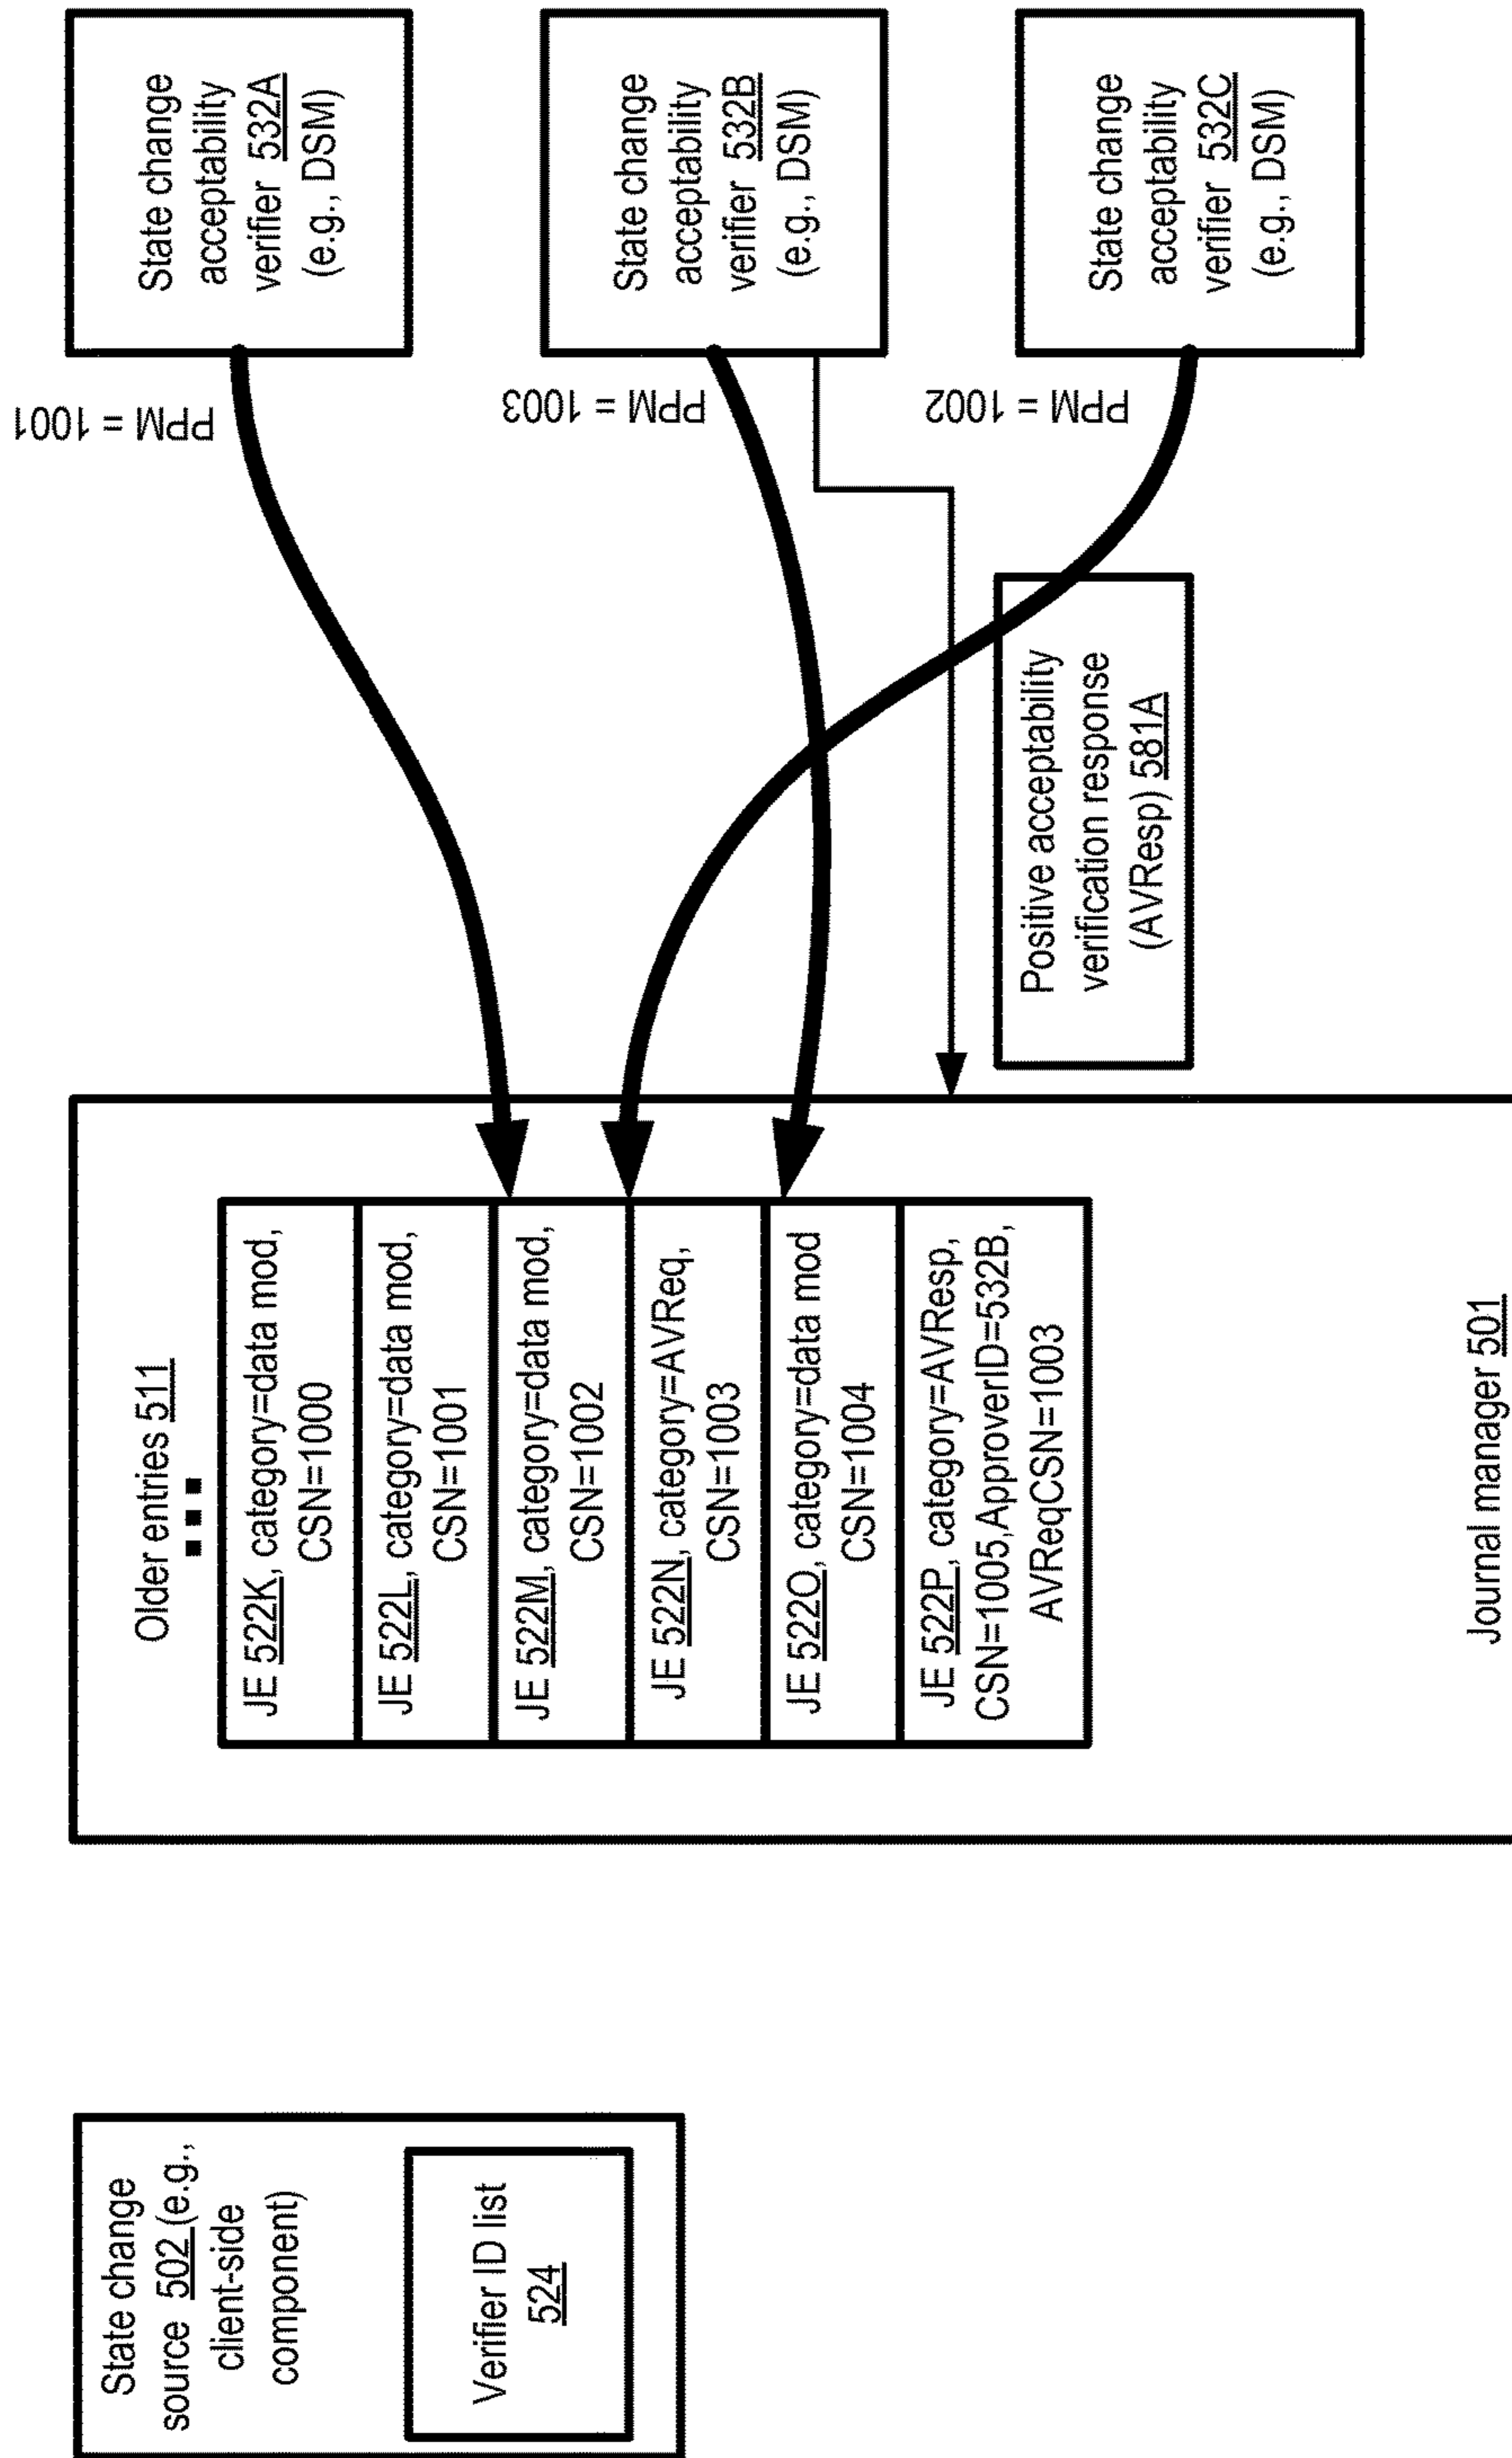 State change
source 502 (e.g.,
client-side
component)
Verifier ID list
524
Older entries 511
JE 522K, category=data mod,
CSN=1000
JE 522L, category=data mod,
CSN=1001
JE 522M, category=data mod,
CSN=1002
JE 522N, category=AVReq,
CSN=1003
JE 522O, category=data mod
CSN=1004
JE 522P, category=AVResp,
CSN=1005,ApproverID=532B,
AVReqCSN=1003
Journal manager 501
Positive acceptability
verification response
(AVResp) 581A
PPM = 1001
PPM = 1003
PPM = 1002
State change
acceptability
verifier 532A
(e.g., DSM)
State change
acceptability
verifier 532B
(e.g., DSM)
State change
acceptability
verifier 532C
(e.g., DSM)